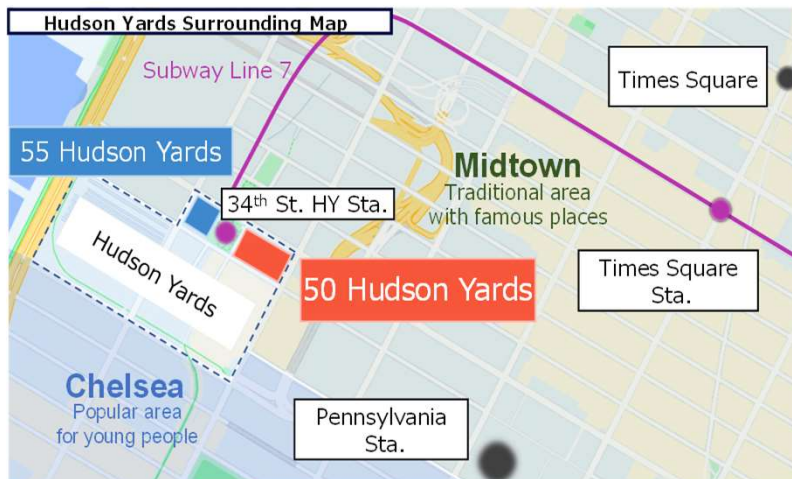 Hudson Yards Surrounding Map
Subway Line 7
Times Square
55 Hudson Yards
Midtown
Traditional area
with famous places
34th St. HY Sta.
Hudson Yards
50 Hudson Yards
Times Square
Sta.
Chelsea
Popular area
for young people
Pennsylvania
Sta.